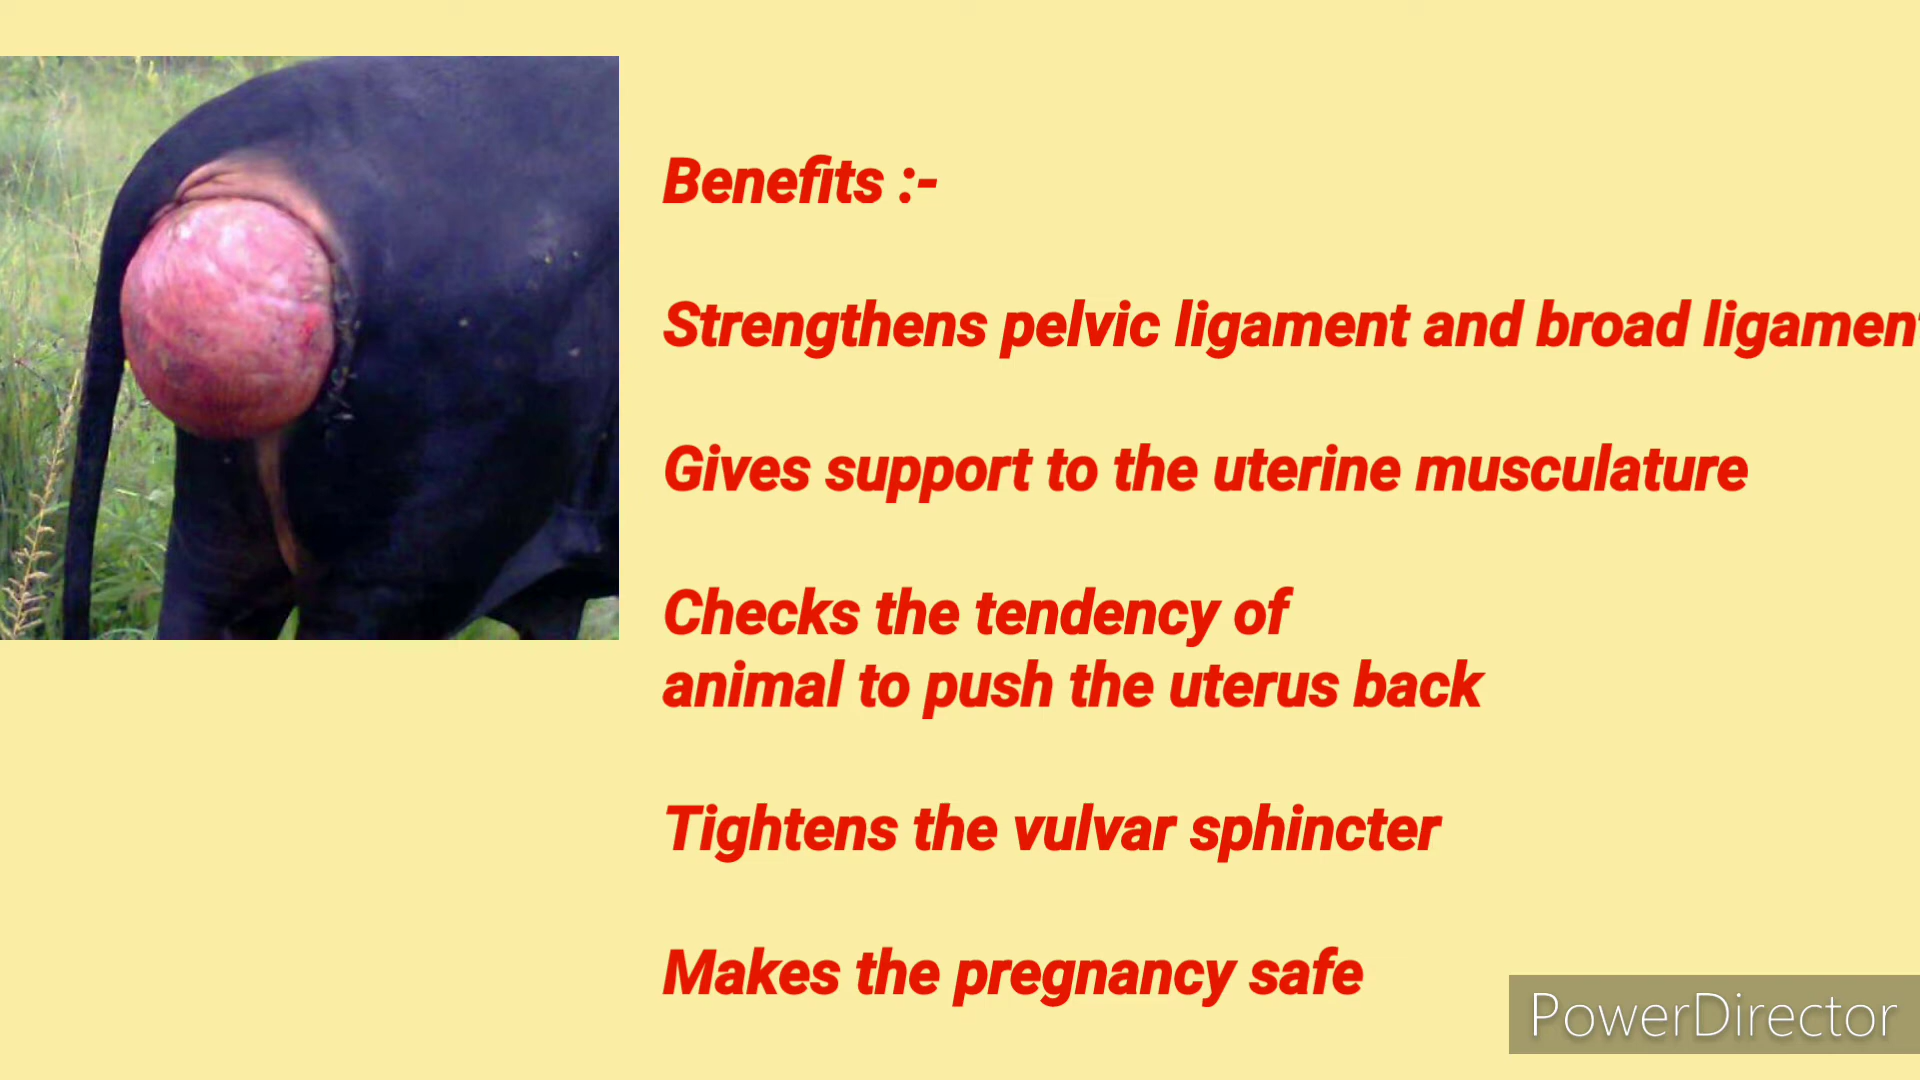 Benefits :-
Strengthens pelvic ligament and broad ligament
Gives support to the uterine musculature
Checks the tendency of
animal to push the uterus back
Tightens the vulvar sphincter
Makes the pregnancy safe
PowerDirector